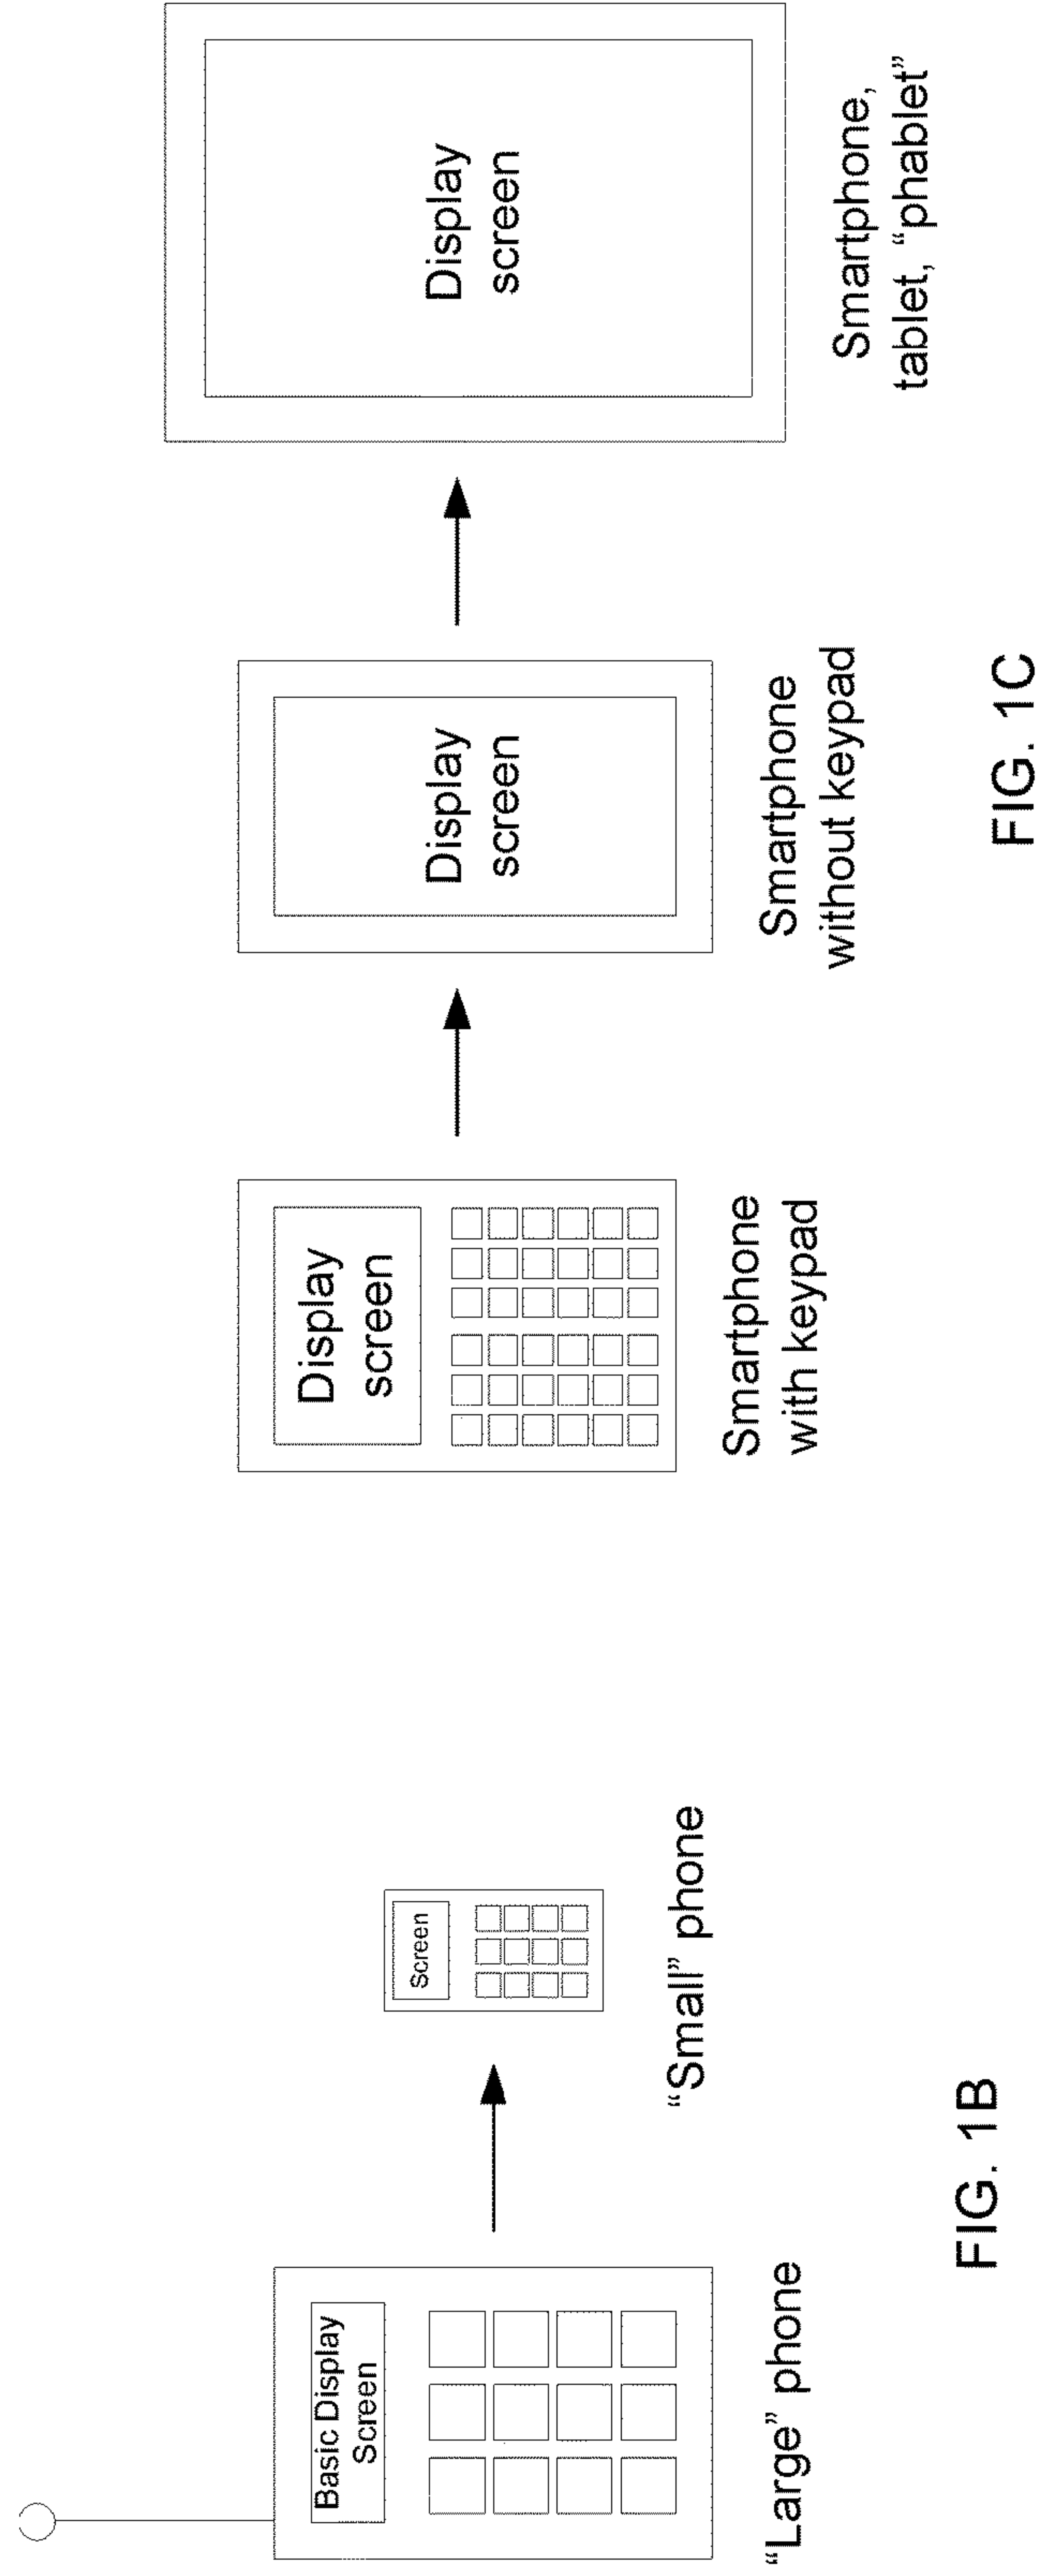 Basic Display
Screen
“Large” phone
Screen
“Small” phone
FIG. 1B
Display
screen
Smartphone
with keypad
Display
screen
Smartphone
without keypad
Display
screen
Smartphone,
tablet, “phablet”
FIG. 1C